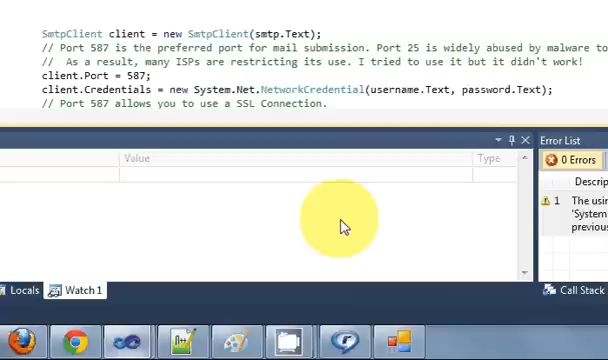 SmtpClient client = new SmtpClient(smtp.Text);
// Port 587 is the preferred port for mail submission. Port 25 is widely abused by malware to
// As a result, many ISPs are restricting its use. I tried to use it but it didn't work!
client.Port = 587;
client.Credentials = new System.Net.NetworkCredential(username.Text, password.Text);
// Port 587 allows you to use a SSL Connection.
Error List
Value
Type
0 Errors
Descrip
1 The usin
'System
previous
Locals
Watch 1
Call Stack